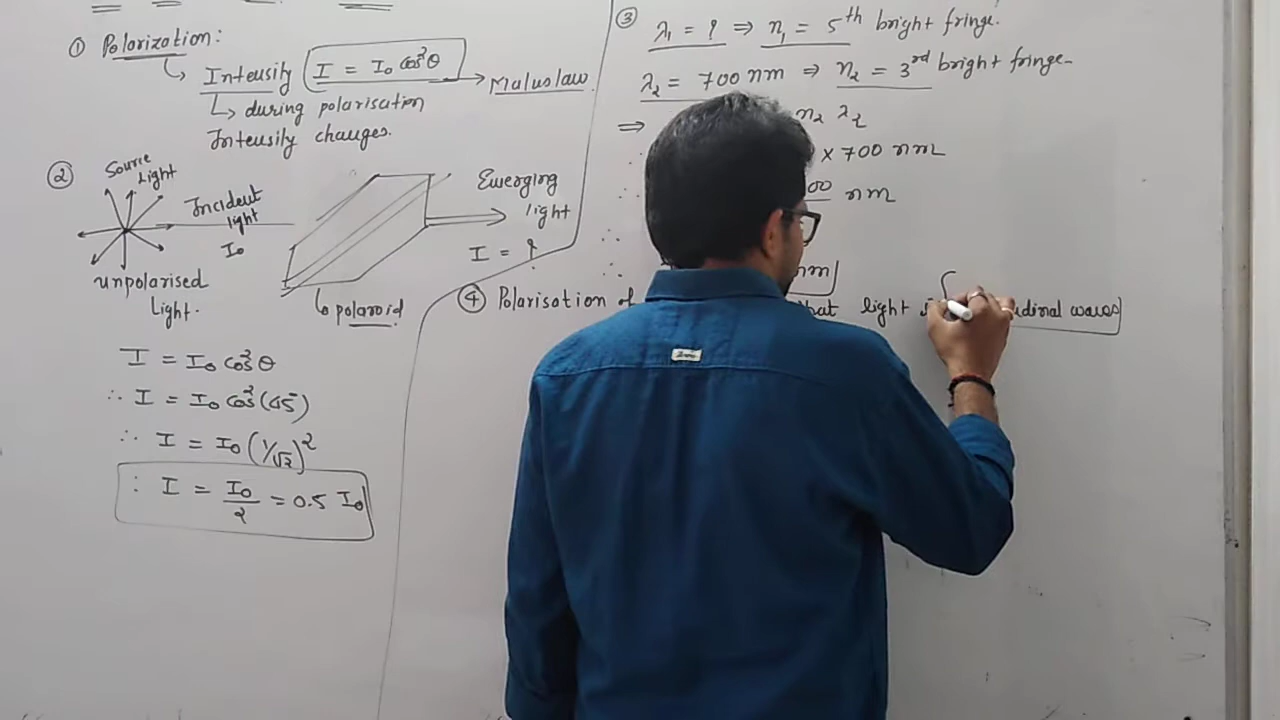 ① Polarization:
↳ Intensity I = I₀ Cos²θ → Malus law.
↳ during polarisation
Intensity changes.
②
Source
Light
Incident
light
I₀
unpolarised
Light.
polaroid
Emerging
light
I = ?
I = I₀ Cos²θ
∴ I = I₀ Cos²(45)
∴ I = I₀ (1/√2)²
∴ I = I₀/2 = 0.5 I₀
③ λ₁ = ? ⇒ n₁ = 5th bright fringe.
λ₂ = 700 nm ⇒ n₂ = 3rd bright fringe.
⇒ n₂ λ₂
× 700 nm
00 nm
nm
④ Polarisation of light